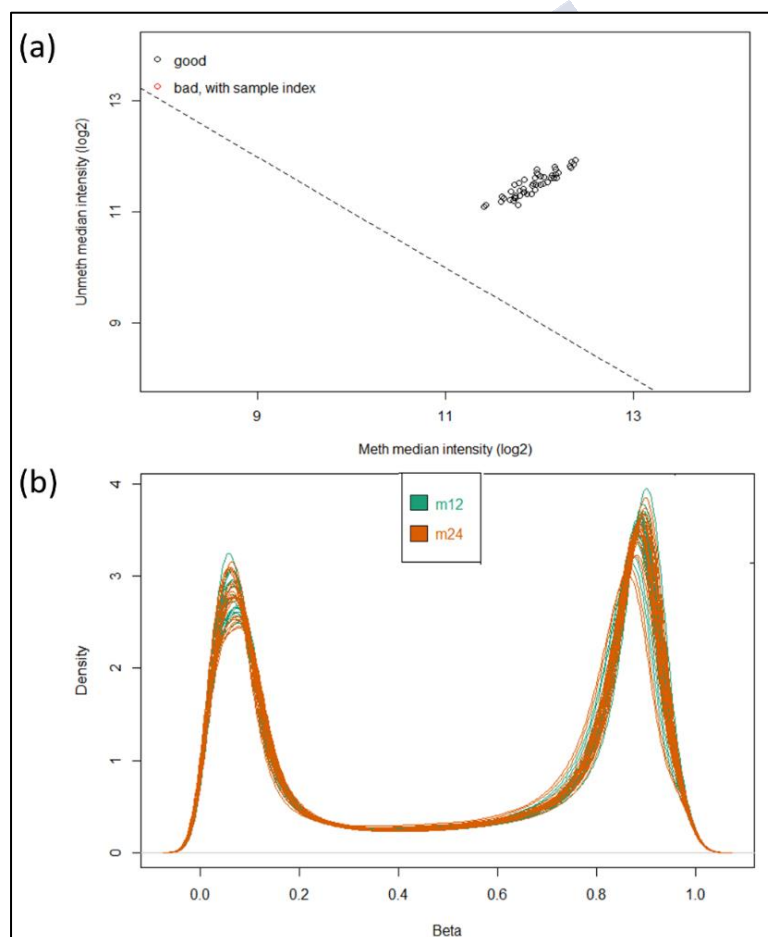 (a)
good
bad, with sample index
13
11
9
Unmeth median intensity (log2)
9
11
13
Meth median intensity (log2)
(b)
m12
m24
4
3
2
1
0
Density
0.0
0.2
0.4
0.6
0.8
1.0
Beta